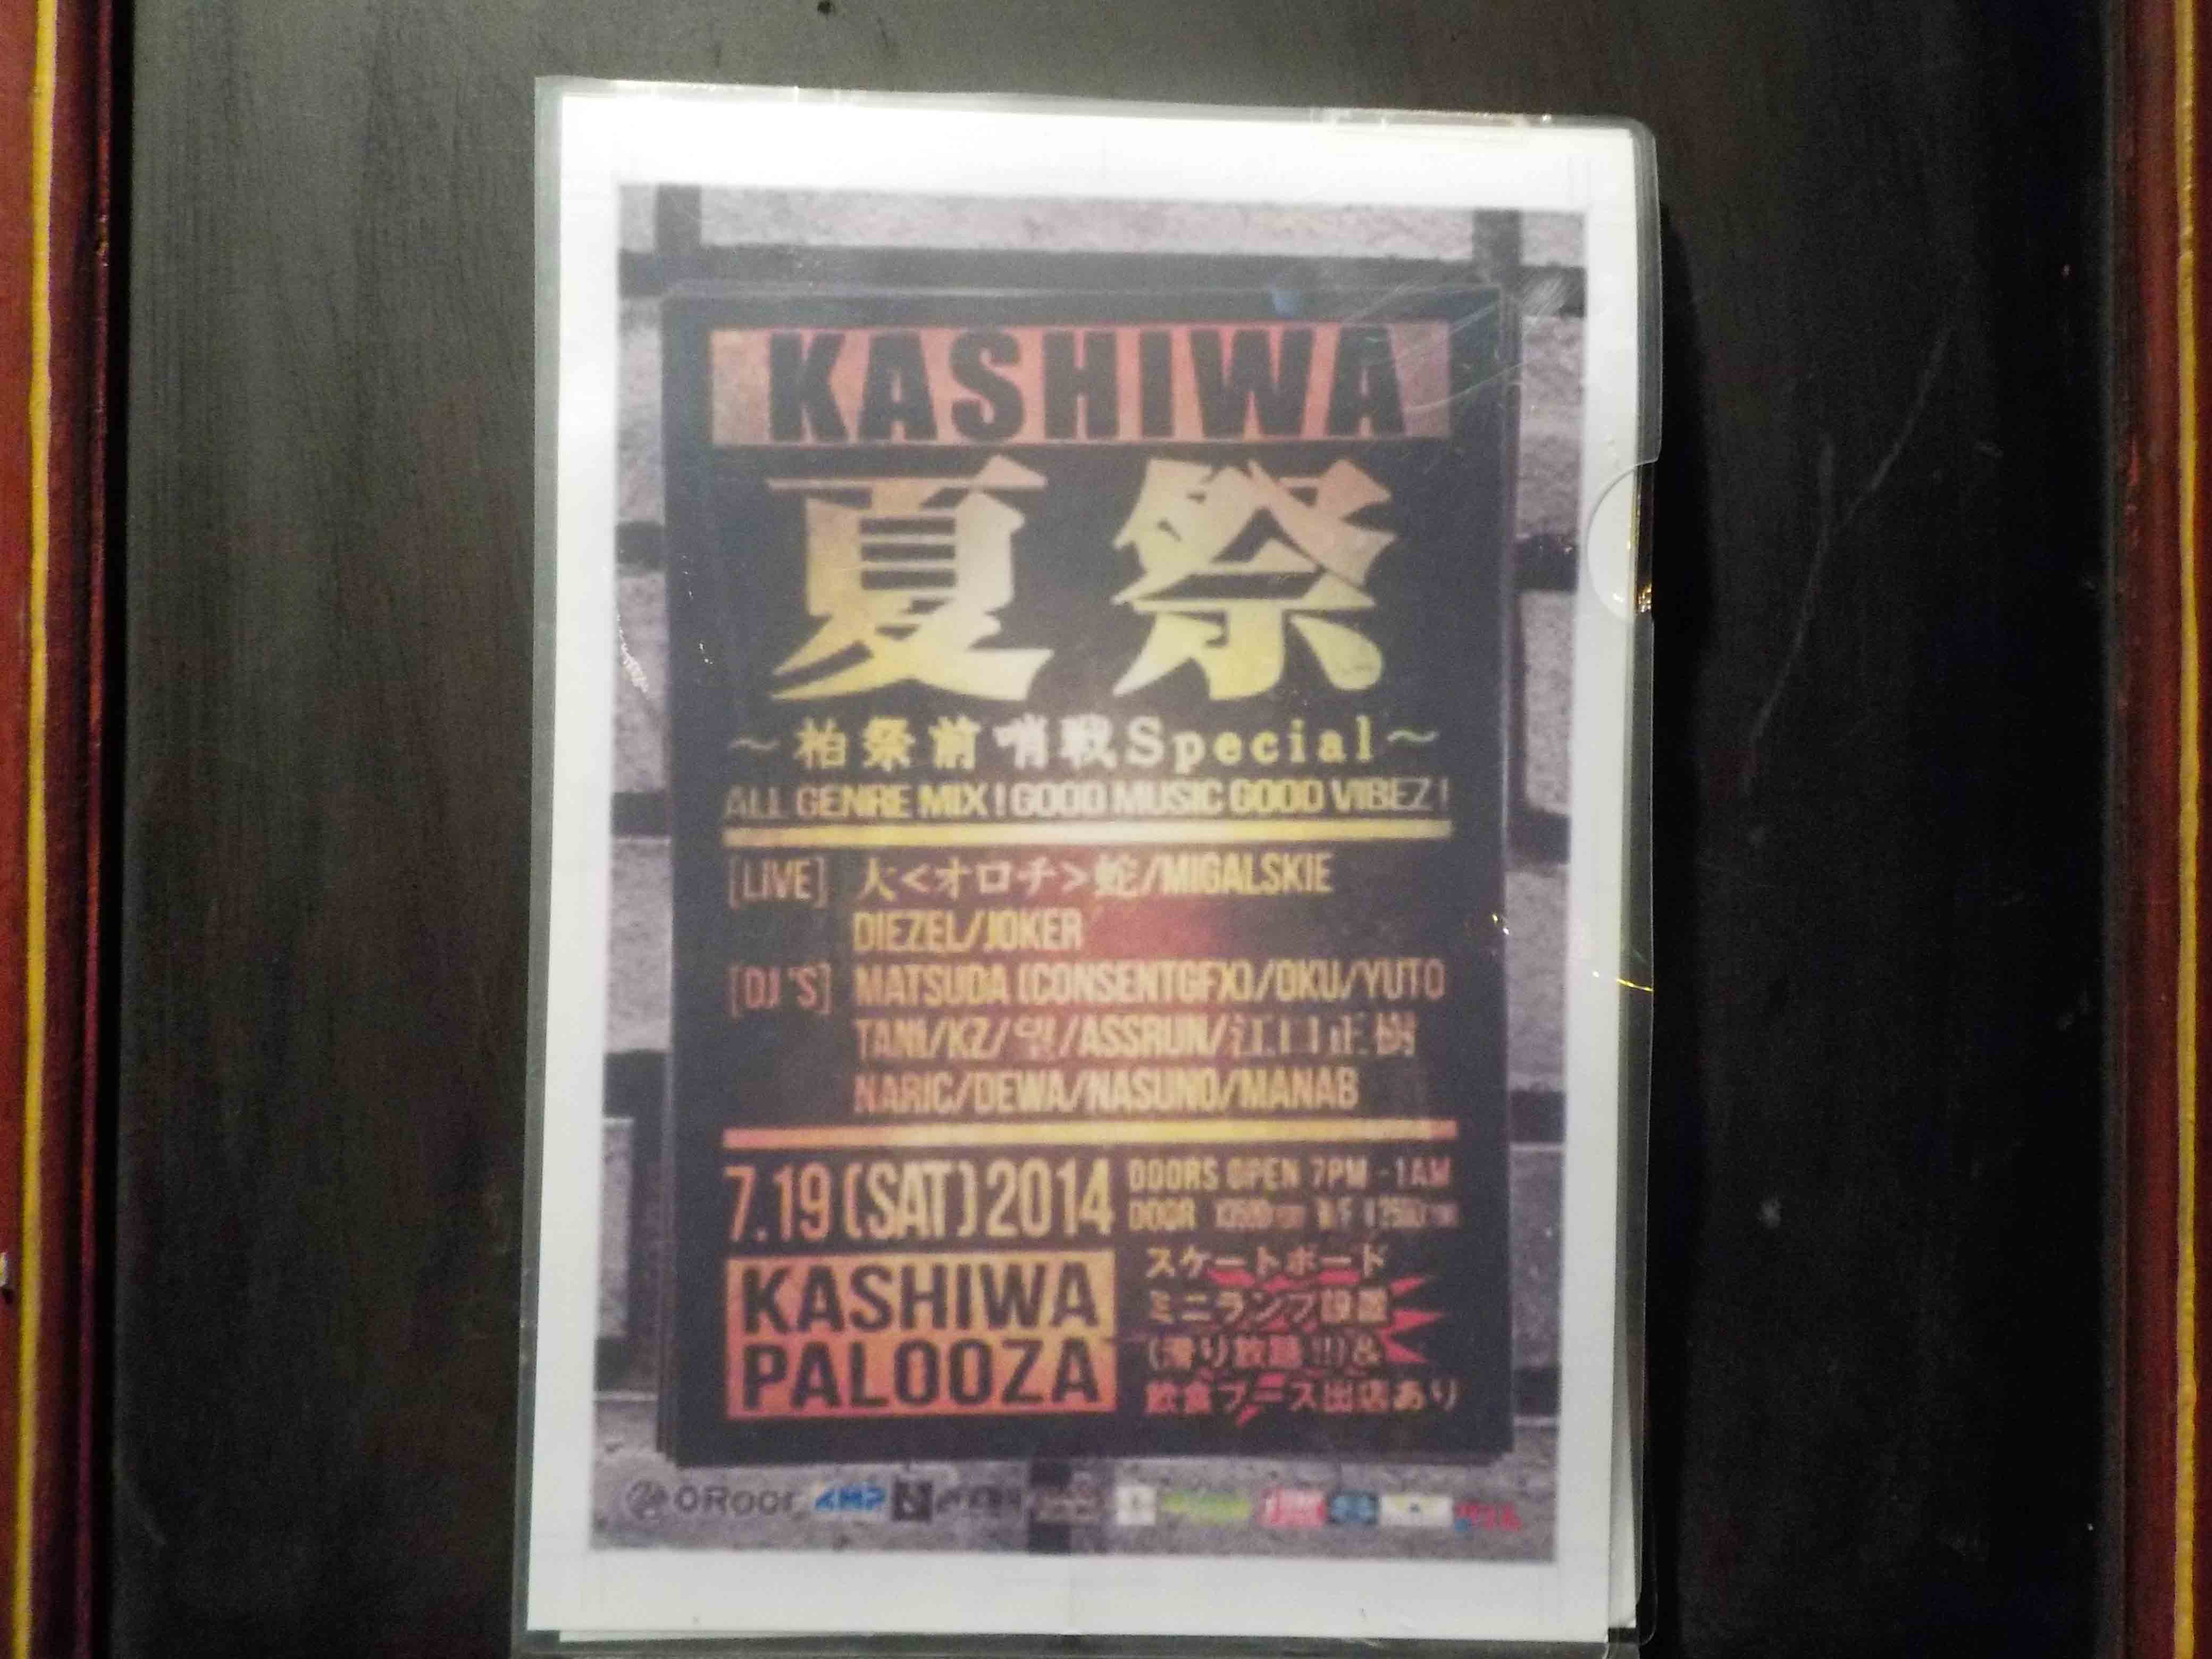 KASHIWA
夏祭
～柏祭前哨戦Special～
ALL GENRE MIX! GOOD MUSIC GOOD VIBEZ!
[LIVE] 大<オロチ>蛇/MIGALSKIE
DIEZEL/JOKER
[DJ'S] MATSUDA (CONSENTGFX)/OKU/YUTO
TANI/KZ/望/ASSRUN/江口正樹
NARIC/DEWA/NASUNO/MANAB
7.19(SAT)2014
DOORS OPEN 7PM - 1AM
DOOR
KASHIWA
PALOOZA
スケートボード
ミニランプ設置
(滑り放題!!!)&
飲食ブース出店あり